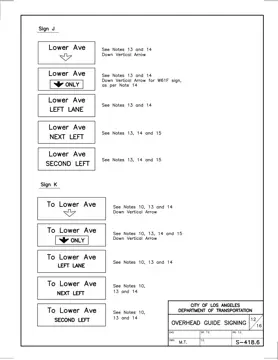 Sign J
Lower Ave
See Notes 13 and 14
Down Vertical Arrow
Lower Ave
ONLY
See Notes 13 and 14
Down Vertical Arrow for W61F sign,
as per Note 14
Lower Ave
LEFT LANE
See Notes 13 and 14
Lower Ave
NEXT LEFT
See Notes 13, 14 and 15
Lower Ave
SECOND LEFT
See Notes 13, 14 and 15
Sign K
To Lower Ave
See Notes 10, 13 and 14
Down Vertical Arrow
To Lower Ave
ONLY
See Notes 10, 13, 14 and 15
Down Vertical Arrow
To Lower Ave
LEFT LANE
See Notes 10, 13 and 14
To Lower Ave
NEXT LEFT
See Notes 10,
13 and 14
To Lower Ave
SECOND LEFT
See Notes 10,
13 and 14
CITY OF LOS ANGELES
DEPARTMENT OF TRANSPORTATION
OVERHEAD GUIDE SIGNING
12/16
M.T.
S-418.6